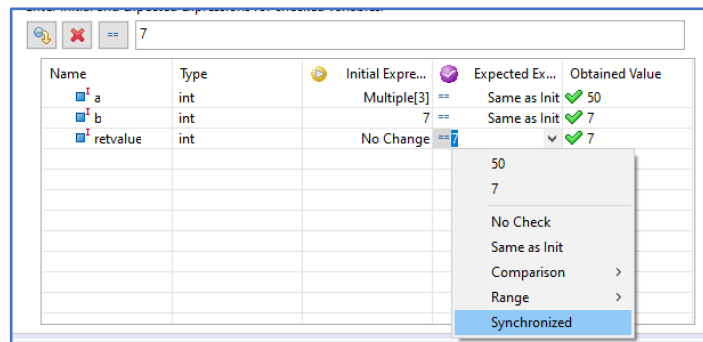 == 7
Name Type Initial Expre... Expected Ex... Obtained Value
I a int Multiple[3] == Same as Init 50
I b int 7 == Same as Init 7
I retvalue int No Change == 7 7
50
7
No Check
Same as Init
Comparison >
Range >
Synchronized